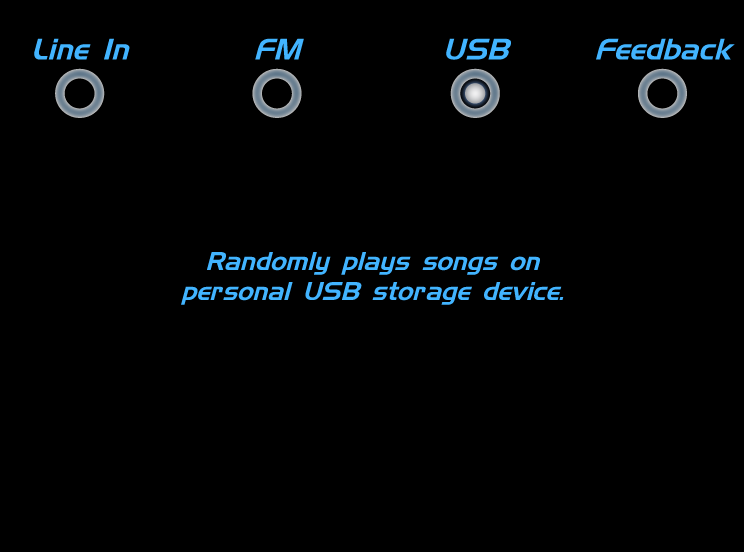 Line In FM USB Feedback
Randomly plays songs on
personal USB storage device.